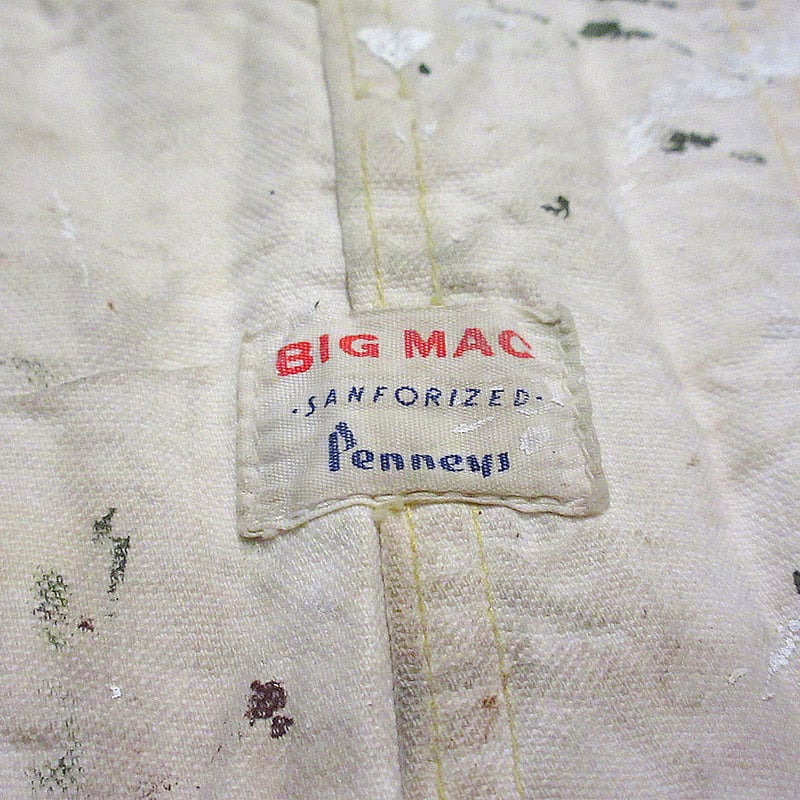 BIG MAC
·SANFORIZED·
Penneys